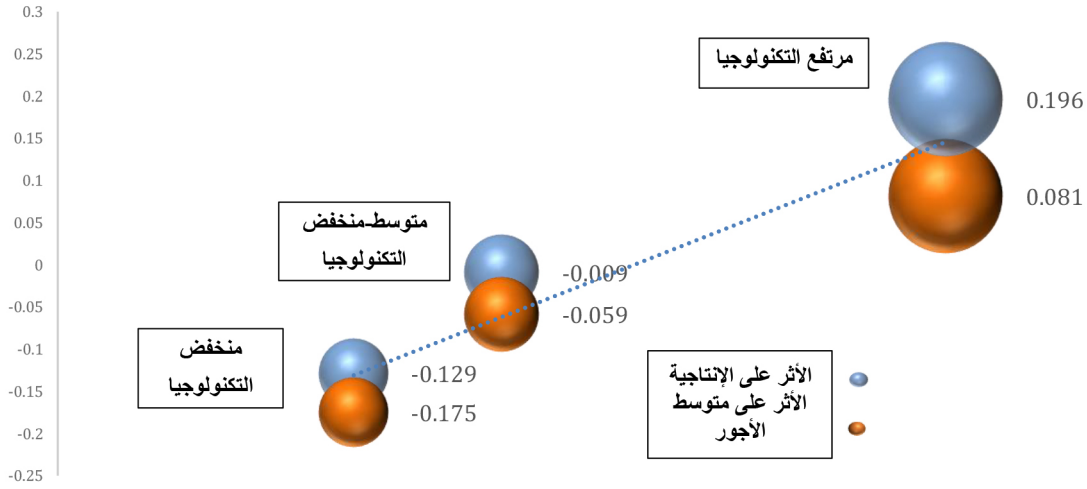 0.3
0.25
0.2
0.15
0.1
0.05
0
-0.05
-0.1
-0.15
-0.2
-0.25
مرتفع التكنولوجيا
0.196
0.081
متوسط-منخفض
التكنولوجيا
-0.009
-0.059
منخفض
التكنولوجيا
-0.129
-0.175
الأثر على الإنتاجية
الأثر على متوسط
الأجور